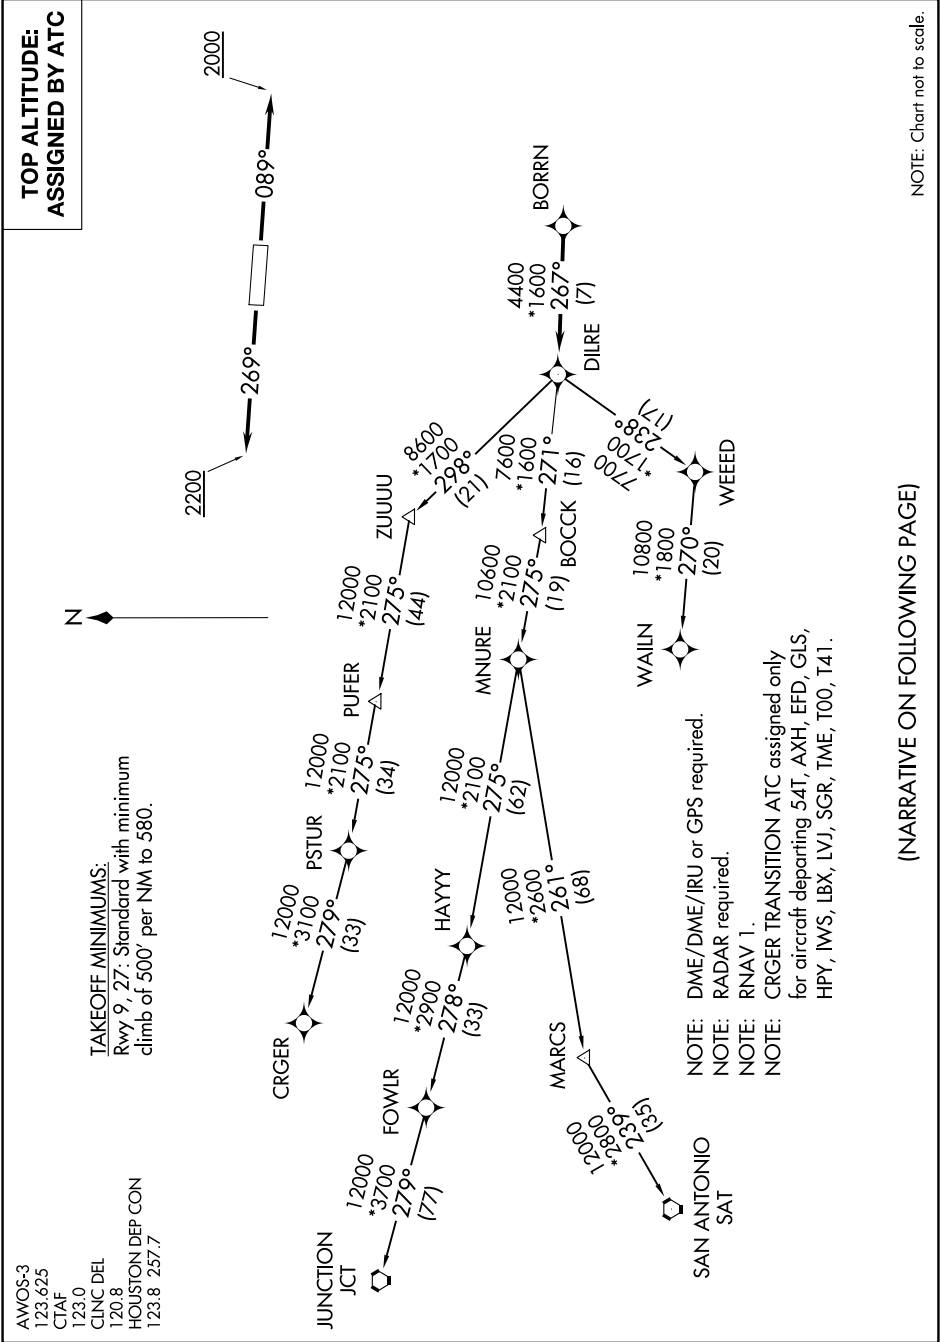 AWOS-3
123.625
CTAF
123.0
CLNC DEL
120.8
HOUSTON DEP CON
123.8 257.7
TAKEOFF MINIMUMS:
Rwy 9, 27: Standard with minimum
climb of 500' per NM to 580.
N
2200
269°
089°
2000
TOP ALTITUDE:
ASSIGNED BY ATC
CRGER
12000
*3100
279°
(33)
PSTUR
12000
*2100
275°
(34)
PUFER
12000
*2100
275°
(44)
ZUUUU
8600
*1700
298°
(21)
JUNCTION
JCT
12000
*3700
279°
(77)
FOWLR
12000
*2900
278°
(33)
HAYYY
12000
*2100
275°
(62)
MNURE
10600
*2100
275°
(19)
BOCCK
7600
*1600
271°
(16)
DILRE
4400
*1600
267°
(7)
BORRN
SAN ANTONIO
SAT
12000
*2800
239°
(35)
MARCS
12000
*2600
261°
(68)
WAILN
10800
*1800
270°
(20)
WEEED
7700
*1700
238°
(17)
NOTE: DME/DME/IRU or GPS required.
NOTE: RADAR required.
NOTE: RNAV 1.
NOTE: CRGER TRANSITION ATC assigned only
for aircraft departing 54T, AXH, EFD, GLS,
HPY, IWS, LBX, LVJ, SGR, TME, T00, T41.
(NARRATIVE ON FOLLOWING PAGE)
NOTE: Chart not to scale.